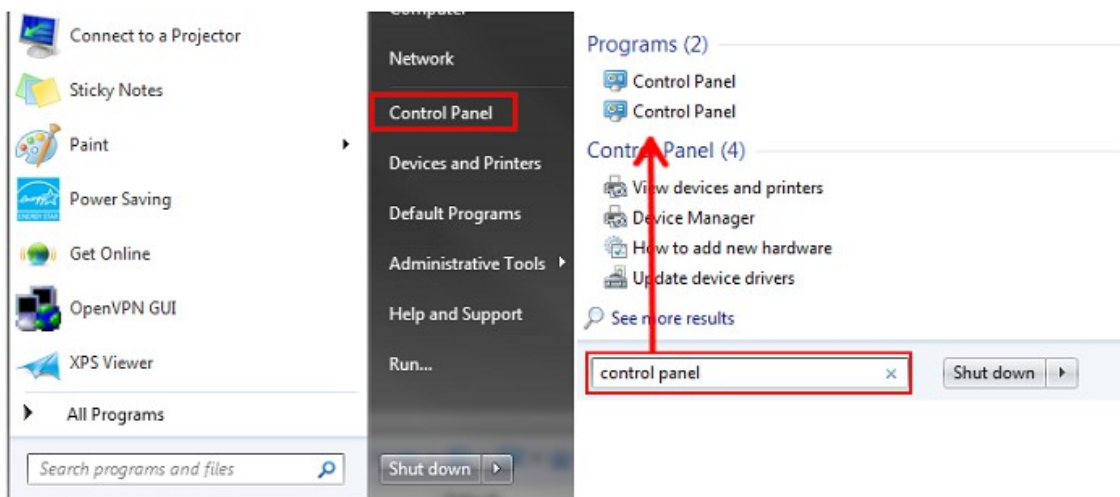 Connect to a Projector
Sticky Notes
Paint
Power Saving
Get Online
OpenVPN GUI
XPS Viewer
All Programs
Search programs and files
Computer
Network
Control Panel
Devices and Printers
Default Programs
Administrative Tools
Help and Support
Run...
Shut down
Programs (2)
Control Panel
Control Panel
Control Panel (4)
View devices and printers
Device Manager
How to add new hardware
Update device drivers
See more results
control panel
Shut down